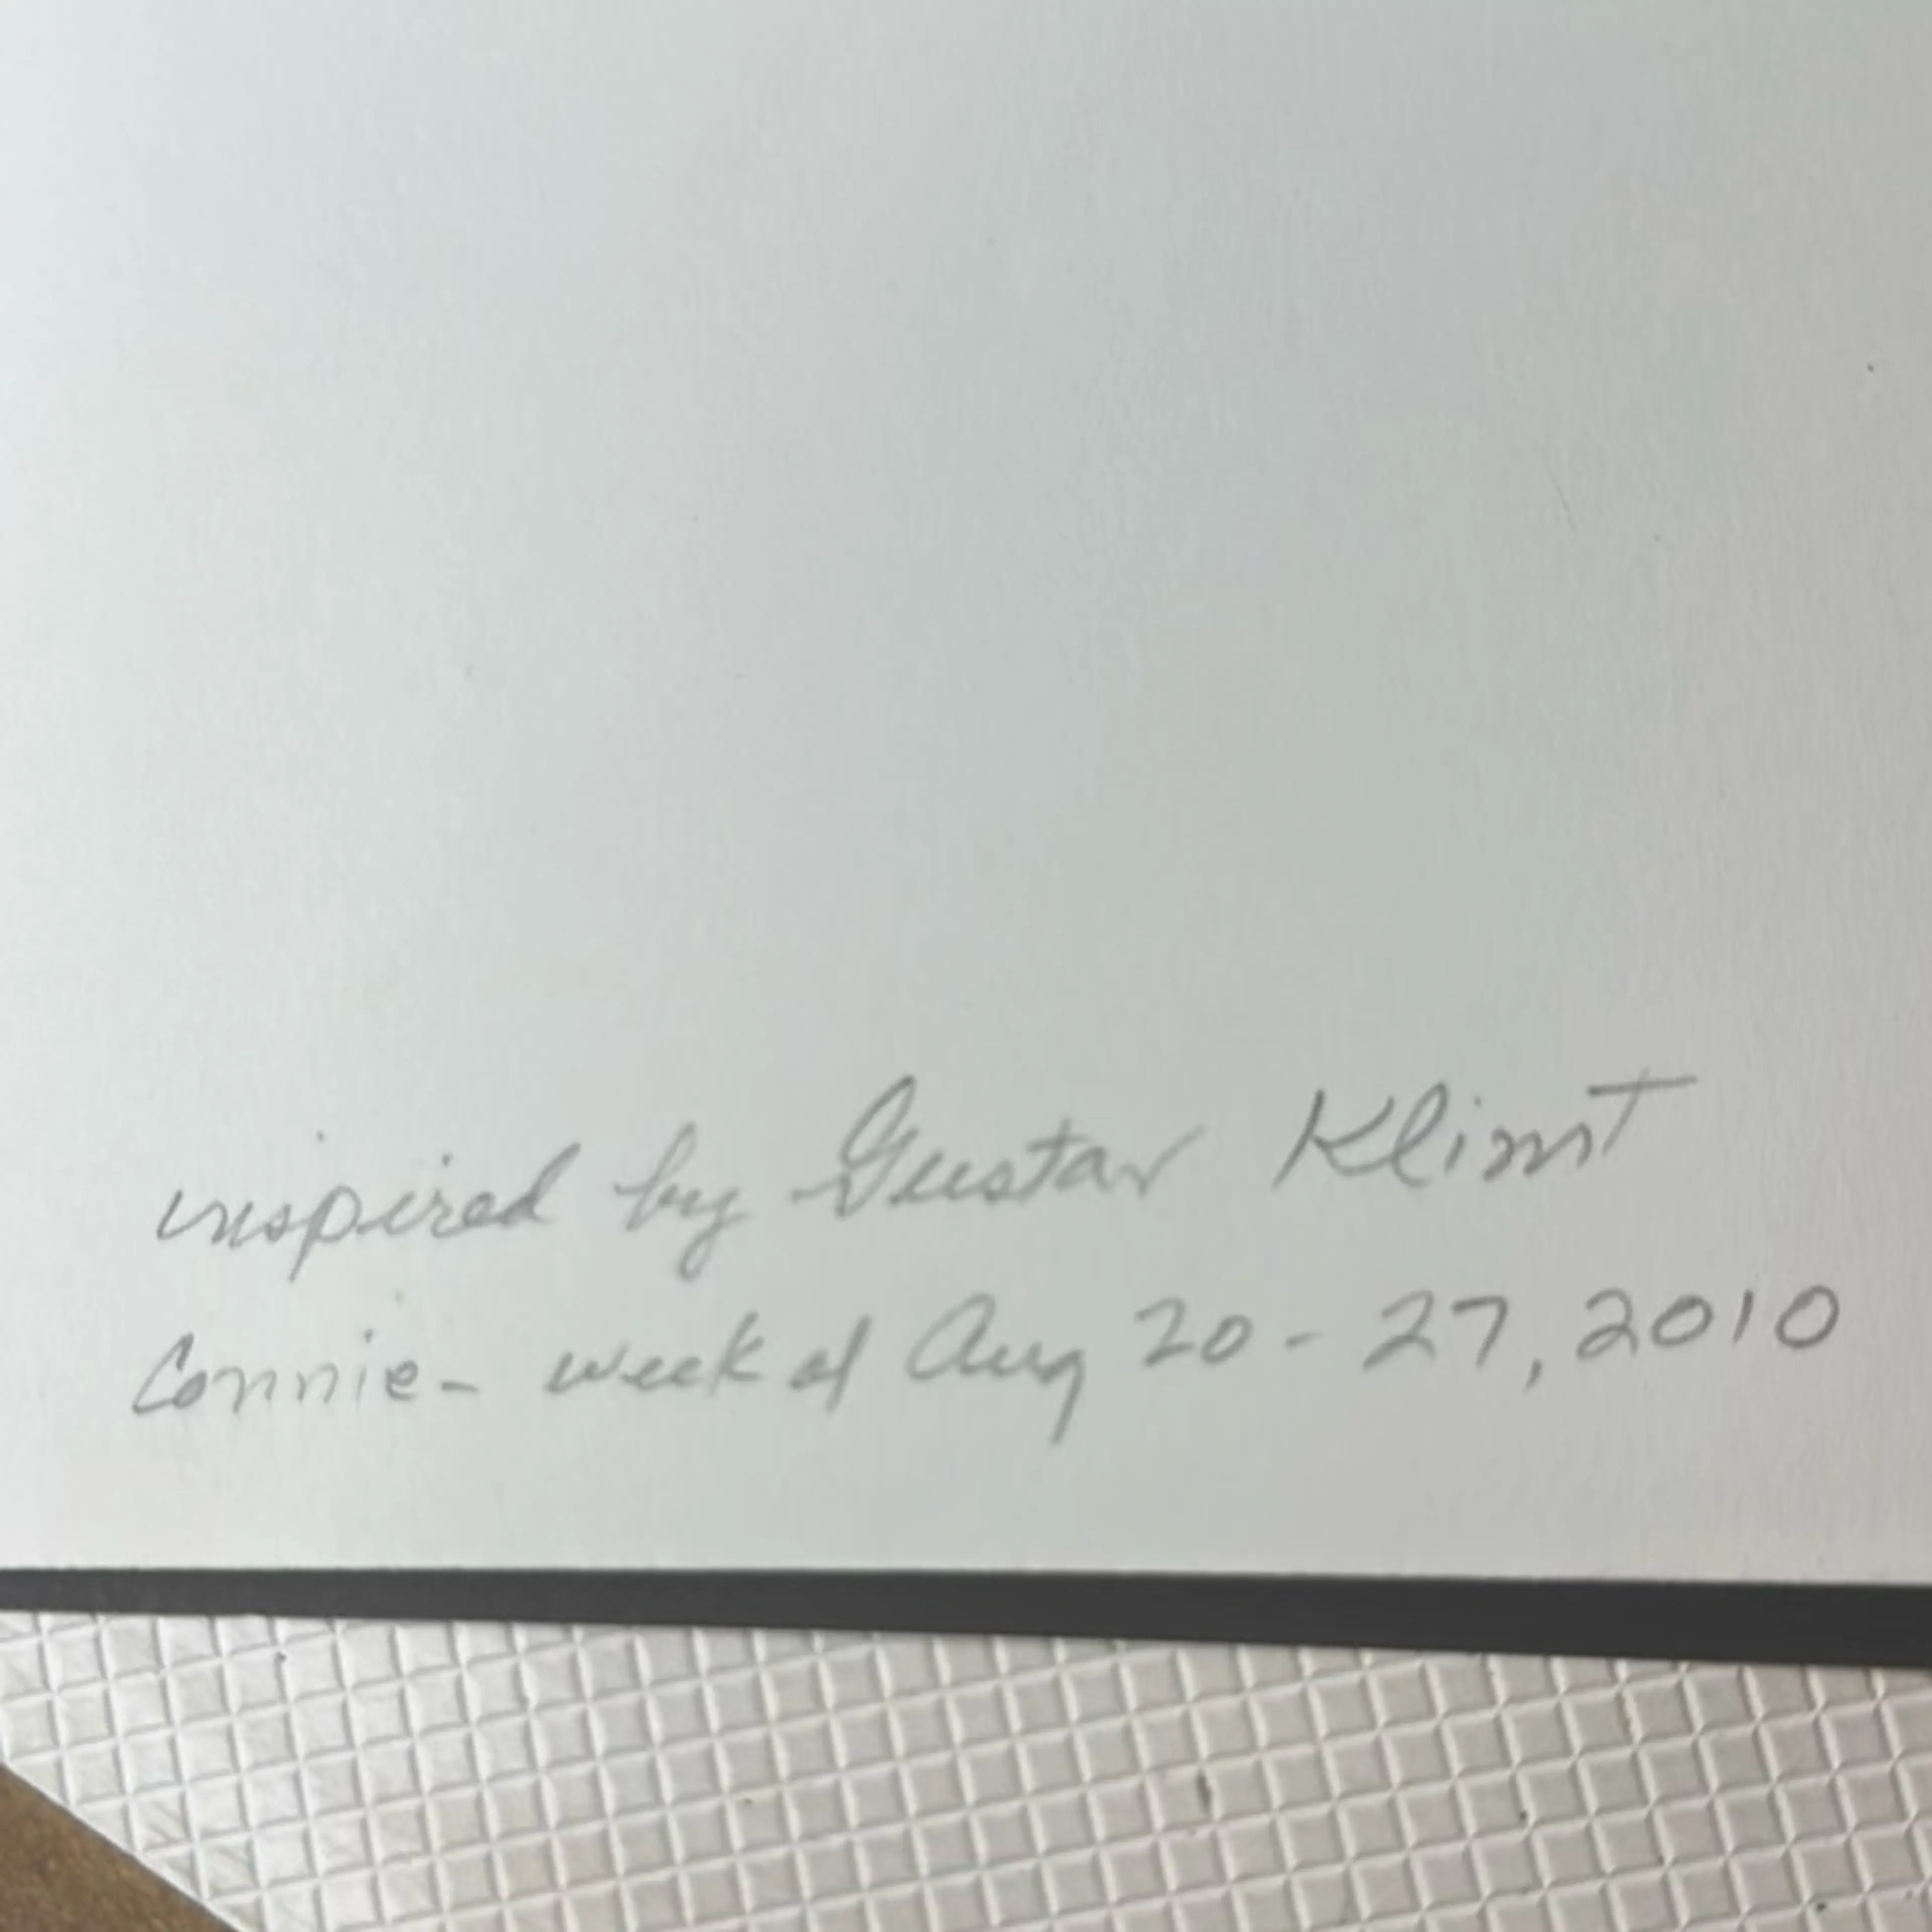 inspired by Gustav Klimt
Connie - week of Aug 20 - 27, 2010